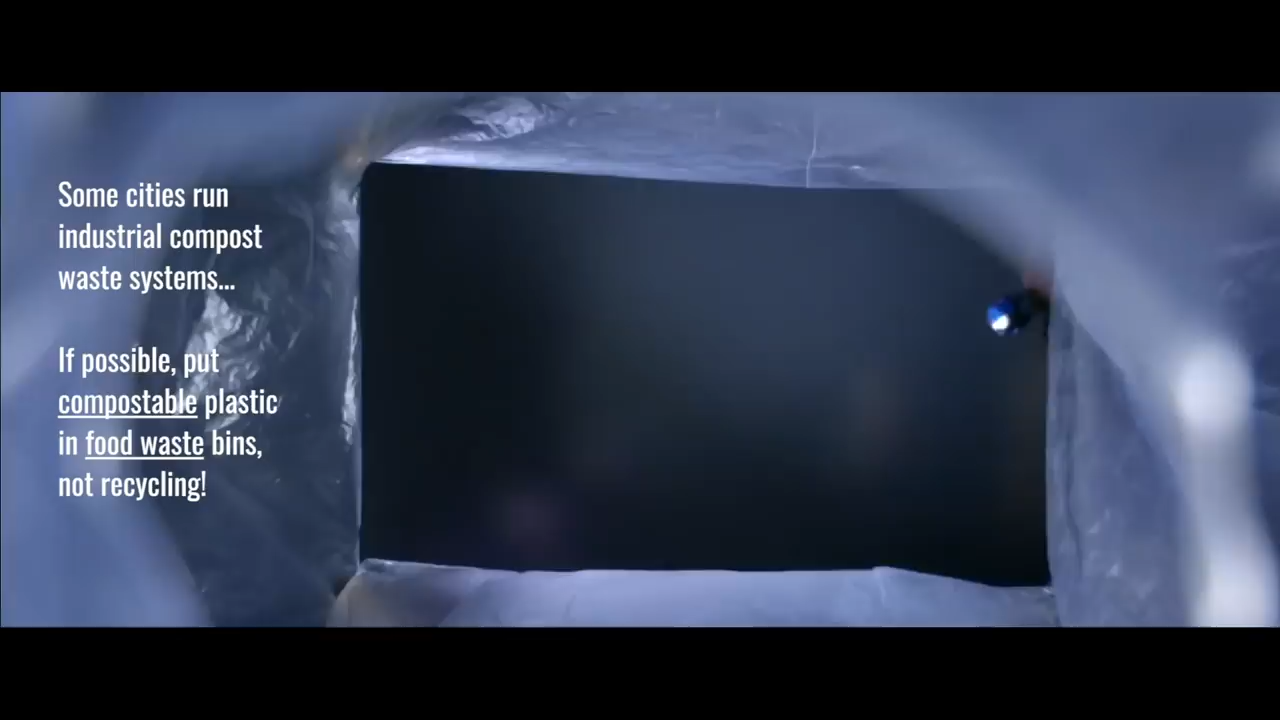 Some cities run
industrial compost
waste systems...
If possible, put
compostable plastic
in food waste bins,
not recycling!